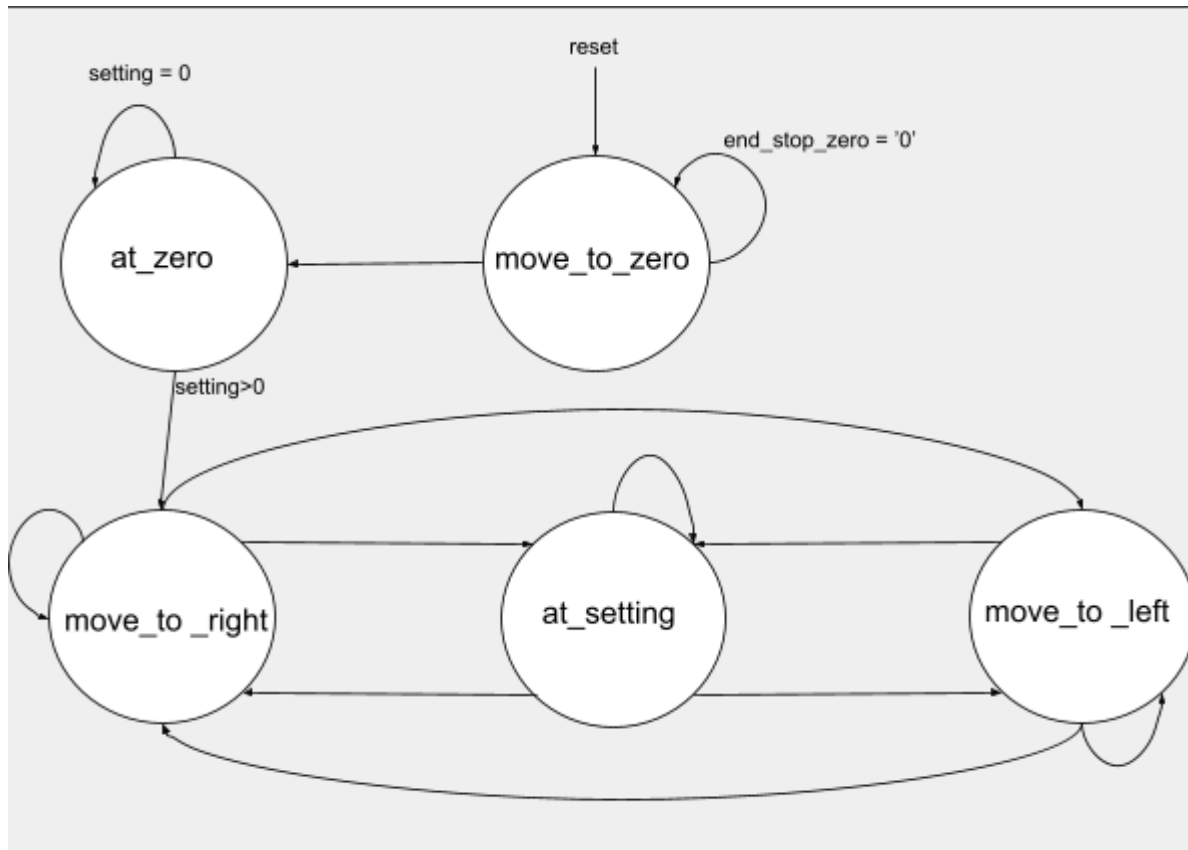 reset
setting = 0
end_stop_zero = ’0’
at_zero
move_to_zero
setting>0
move_to _right
at_setting
move_to _left